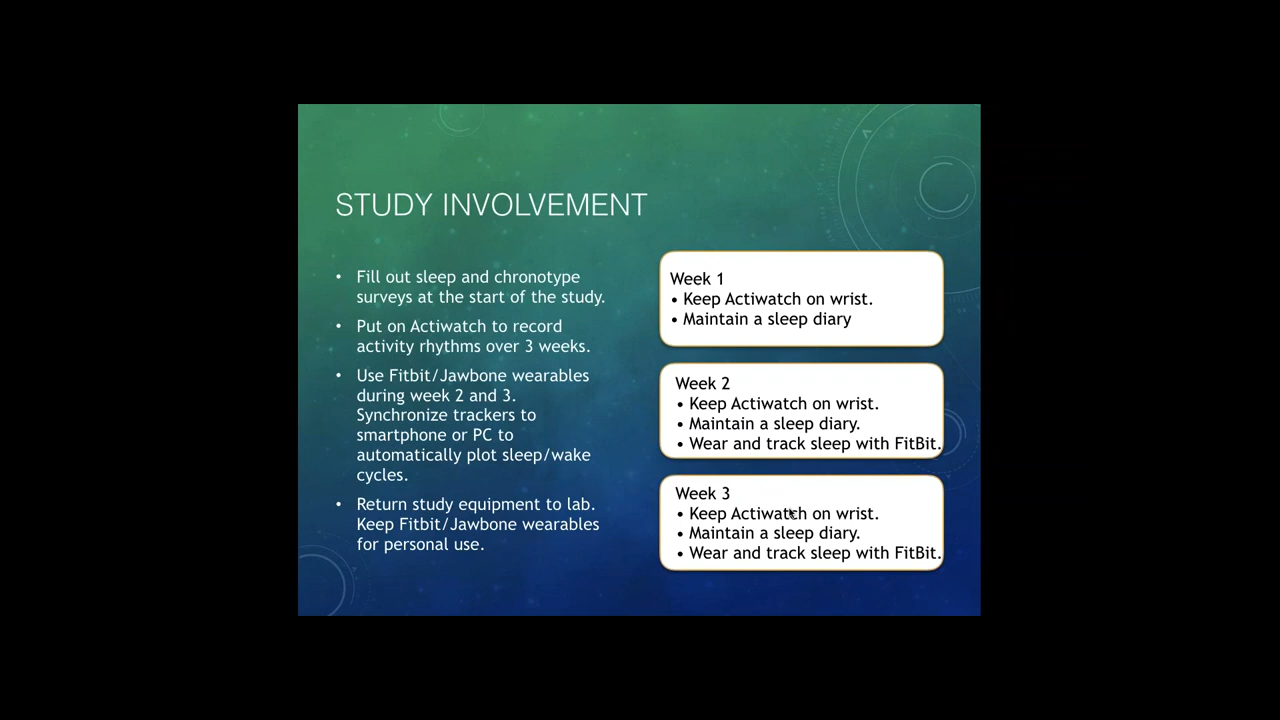 STUDY INVOLVEMENT
• Fill out sleep and chronotype
surveys at the start of the study.
• Put on Actiwatch to record
activity rhythms over 3 weeks.
• Use Fitbit/Jawbone wearables
during week 2 and 3.
Synchronize trackers to
smartphone or PC to
automatically plot sleep/wake
cycles.
• Return study equipment to lab.
Keep Fitbit/Jawbone wearables
for personal use.
Week 1
• Keep Actiwatch on wrist.
• Maintain a sleep diary
Week 2
• Keep Actiwatch on wrist.
• Maintain a sleep diary.
• Wear and track sleep with FitBit.
Week 3
• Keep Actiwatch on wrist.
• Maintain a sleep diary.
• Wear and track sleep with FitBit.